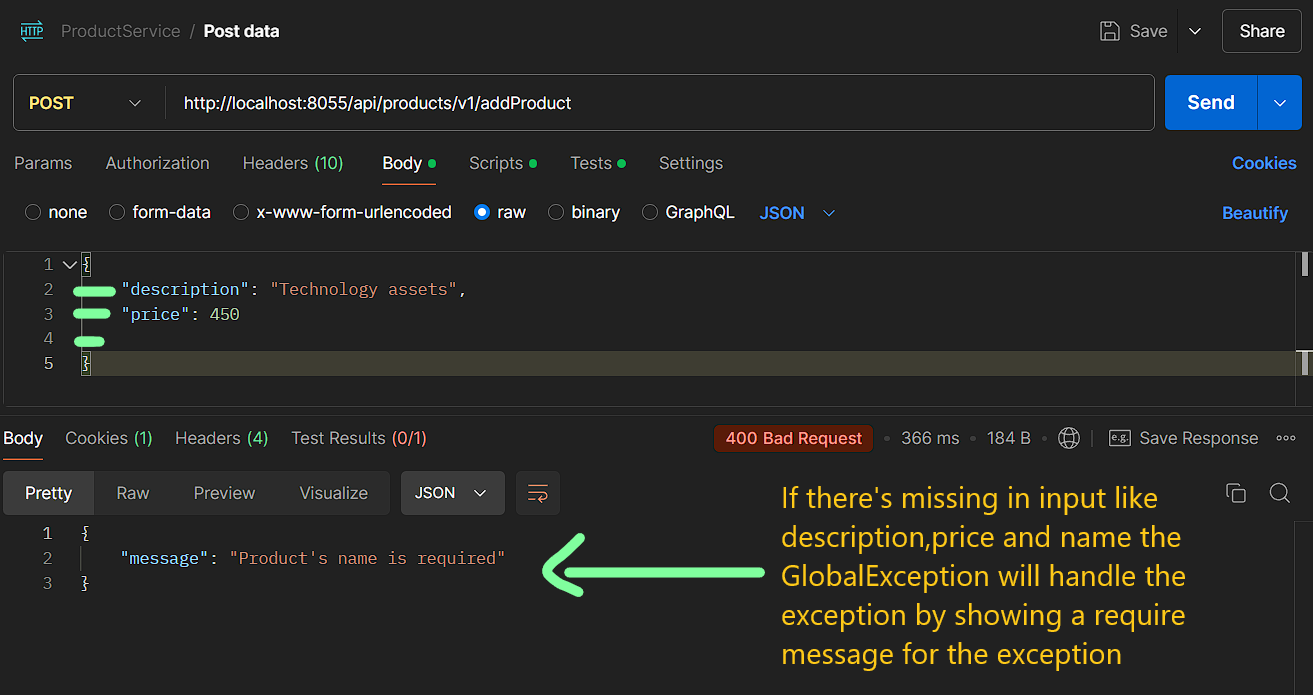 HTTP ProductService / Post data Save Share
POST http://localhost:8055/api/products/v1/addProduct Send
Params Authorization Headers (10) Body Scripts Tests Settings Cookies
none form-data x-www-form-urlencoded raw binary GraphQL JSON Beautify
1 {
2 "description": "Technology assets",
3 "price": 450
4
5 }
Body Cookies (1) Headers (4) Test Results (0/1) 400 Bad Request 366 ms 184 B e.g. Save Response
Pretty Raw Preview Visualize JSON
1 {
2 "message": "Product's name is required"
3 }
If there's missing in input like
description,price and name the
GlobalException will handle the
exception by showing a require
message for the exception